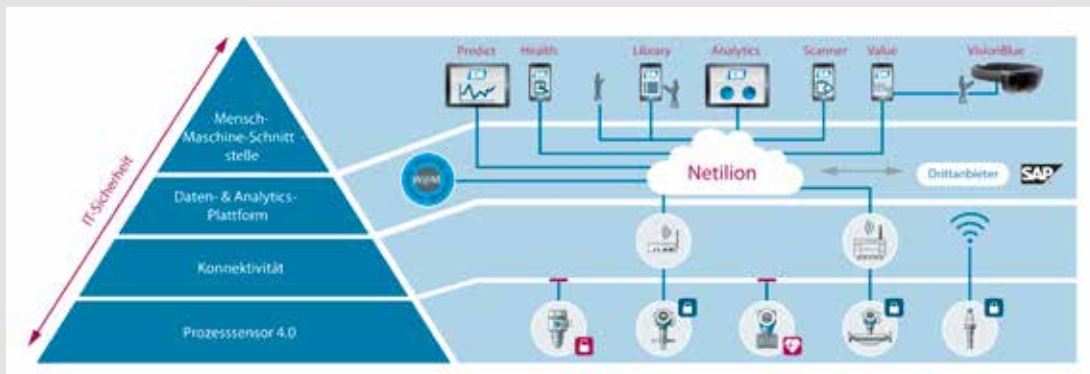 Predict
Health
Library
Analytics
Scanner
Value
VisionBlue
Mensch-
Maschine-Schnitt -
stelle
IT-Sicherheit
W@M
Netilion
Drittanbieter
SAP
Daten- & Analytics-
Plattform
Konnektivität
Prozesssensor 4.0